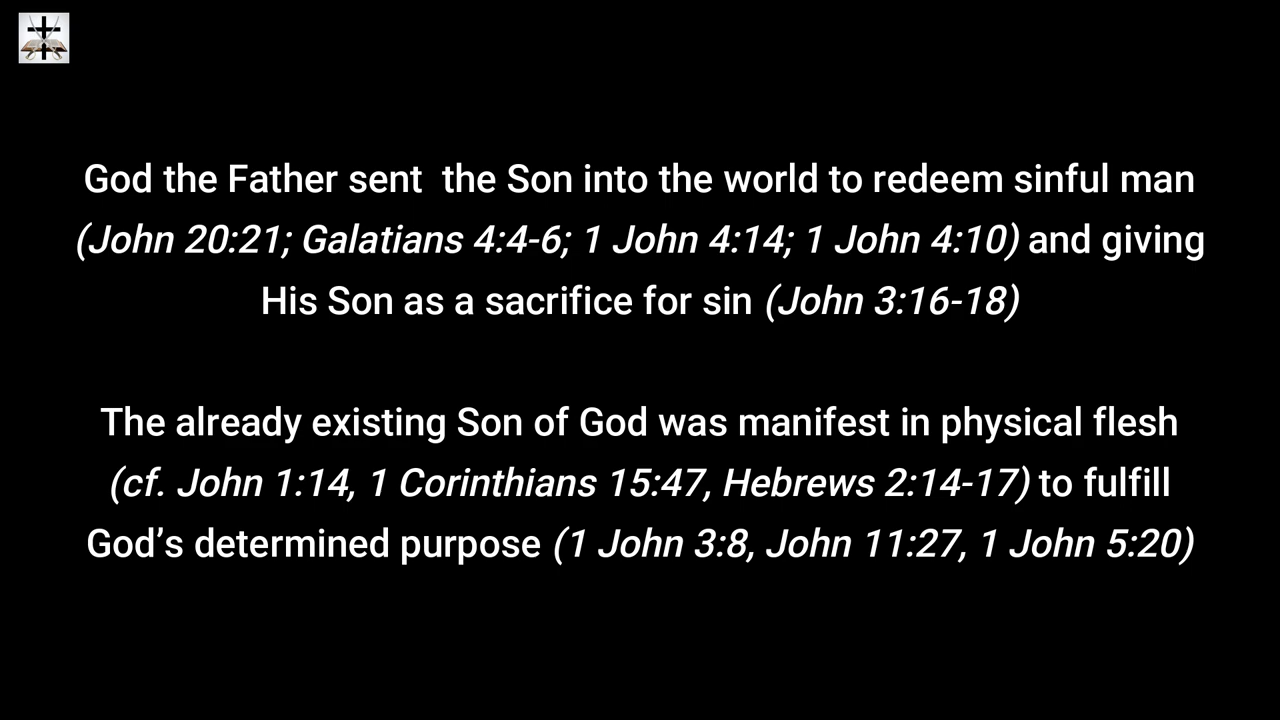 God the Father sent  the Son into the world to redeem sinful man
(John 20:21; Galatians 4:4-6; 1 John 4:14; 1 John 4:10) and giving
His Son as a sacrifice for sin (John 3:16-18)
The already existing Son of God was manifest in physical flesh
(cf. John 1:14, 1 Corinthians 15:47, Hebrews 2:14-17) to fulfill
God’s determined purpose (1 John 3:8, John 11:27, 1 John 5:20)